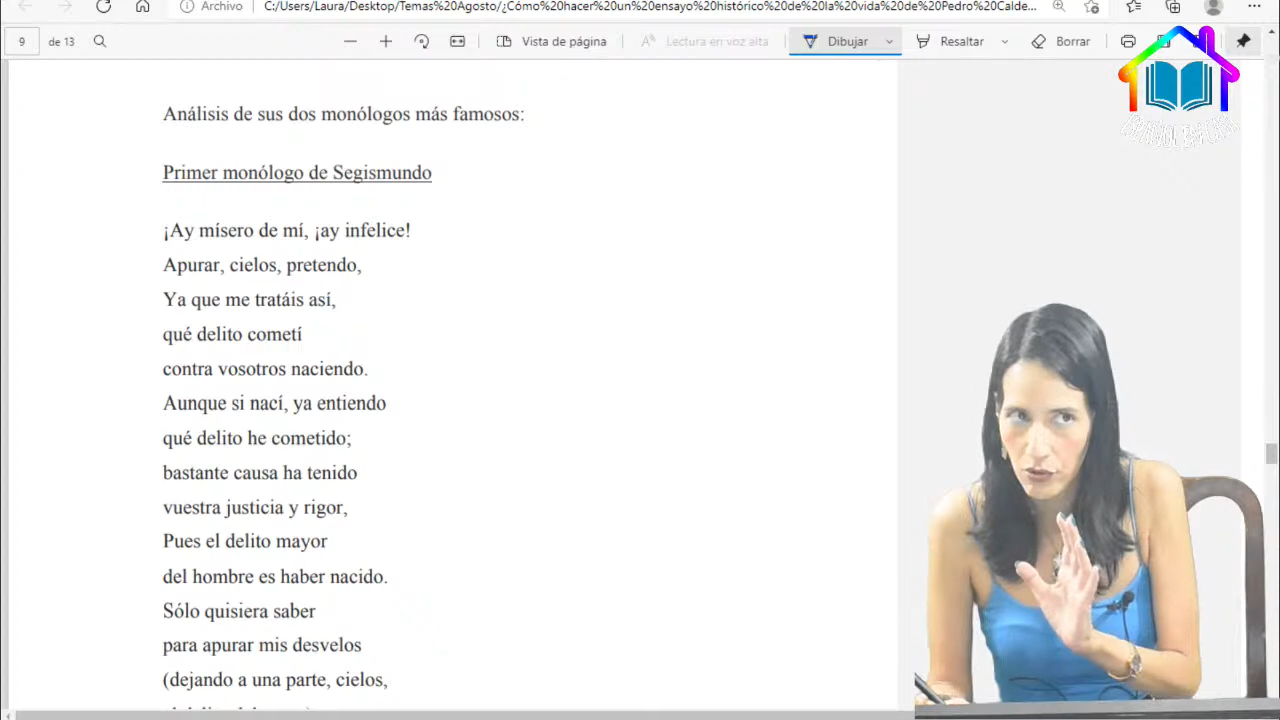 Archivo
C:/Users/Laura/Desktop/Temas%20Agosto/¿Cómo%20hacer%20un%20ensayo%20histórico%20de%20la%20vida%20de%20Pedro%20Calde...
9 de 13
Vista de página
Lectura en voz alta
Dibujar
Resaltar
Borrar
Análisis de sus dos monólogos más famosos:
Primer monólogo de Segismundo
¡Ay mísero de mí, ¡ay infelice!
Apurar, cielos, pretendo,
Ya que me tratáis así,
qué delito cometí
contra vosotros naciendo.
Aunque si nací, ya entiendo
qué delito he cometido;
bastante causa ha tenido
vuestra justicia y rigor,
Pues el delito mayor
del hombre es haber nacido.
Sólo quisiera saber
para apurar mis desvelos
(dejando a una parte, cielos,